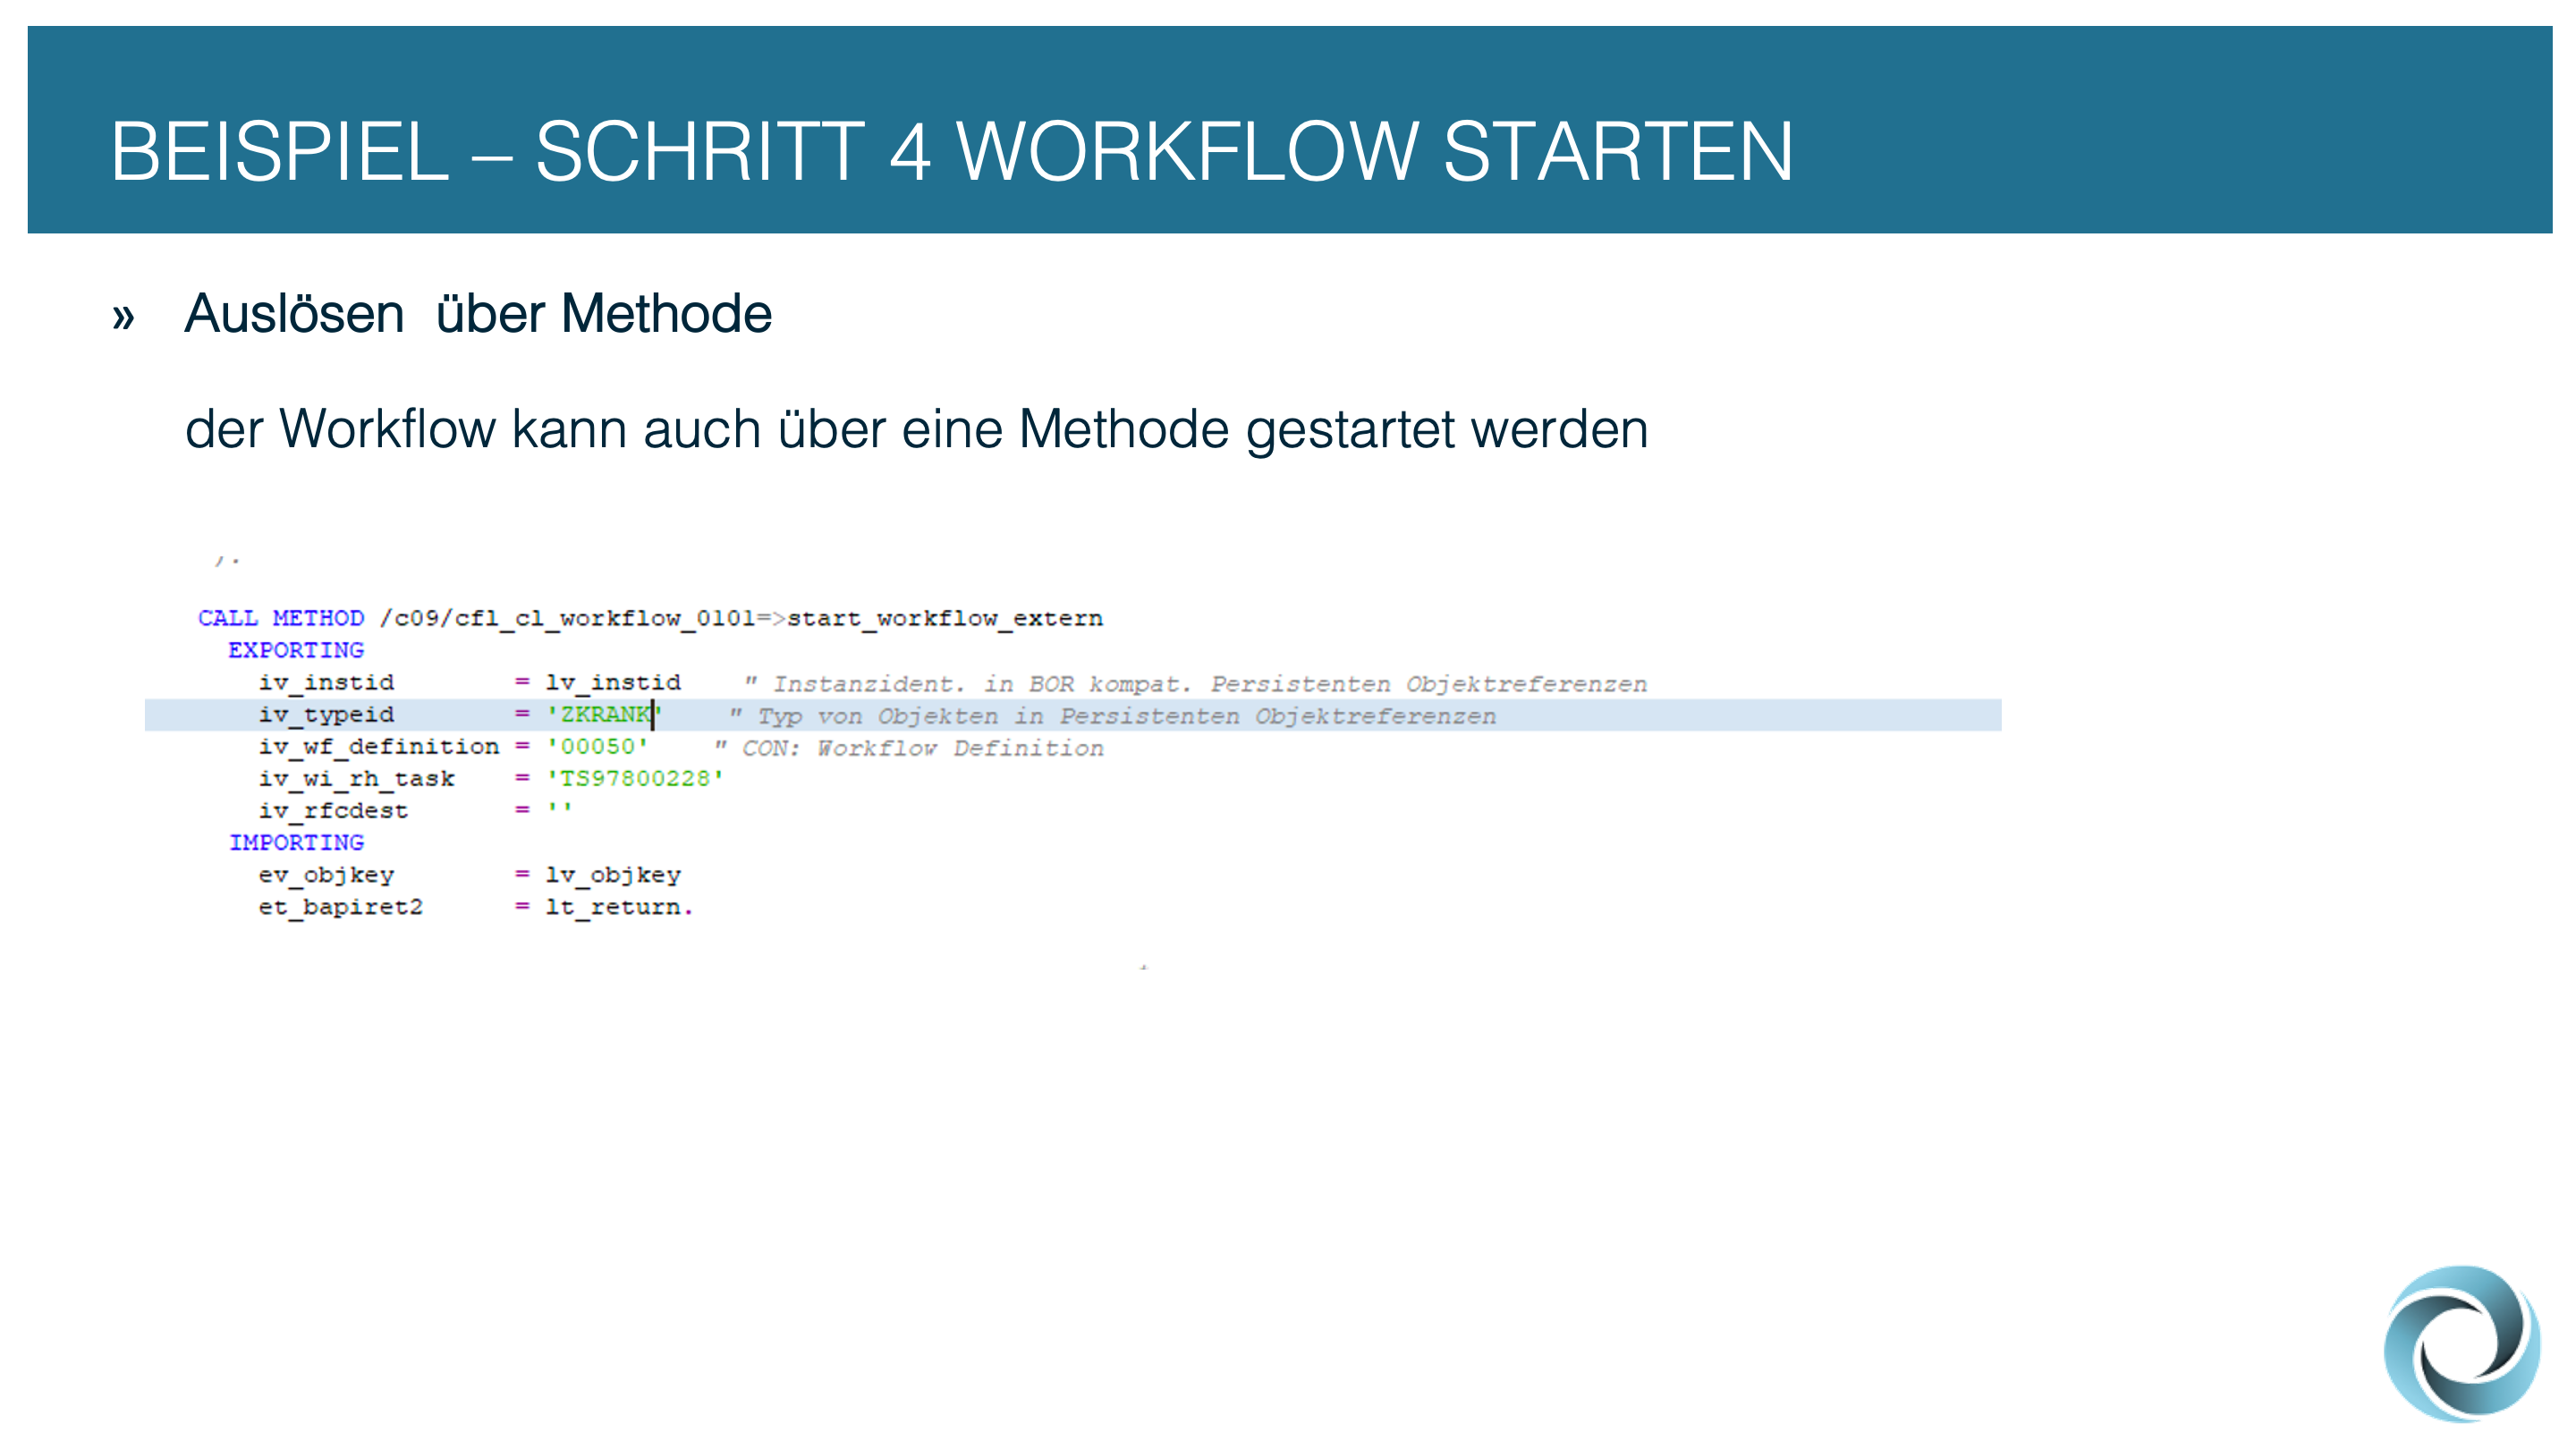 BEISPIEL – SCHRITT 4 WORKFLOW STARTEN
» Auslösen  über Methode
der Workflow kann auch über eine Methode gestartet werden
CALL METHOD /c09/cfl_cl_workflow_0101=>start_workflow_extern
EXPORTING
iv_instid = lv_instid " Instanzident. in BOR kompat. Persistenten Objektreferenzen
iv_typeid = 'ZKRANK' " Typ von Objekten in Persistenten Objektreferenzen
iv_wf_definition = '00050' " CON: Workflow Definition
iv_wi_rh_task = 'TS97800228'
iv_rfcdest = ''
IMPORTING
ev_objkey = lv_objkey
et_bapiret2 = lt_return.